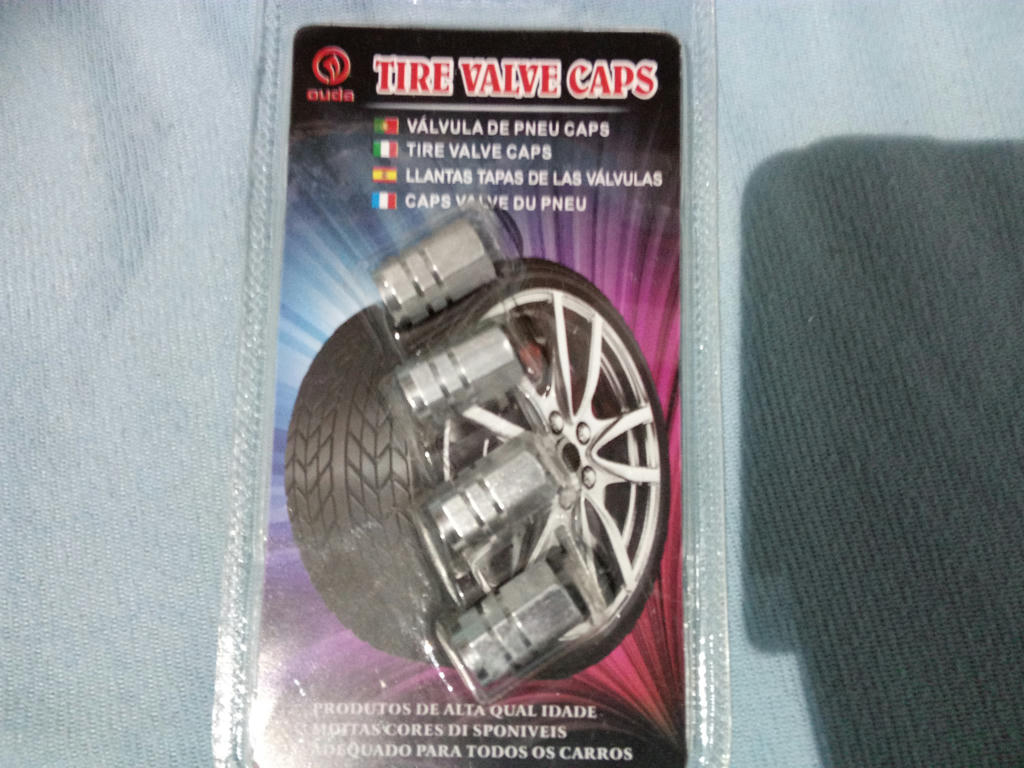 ouda
TIRE VALVE CAPS
VÁLVULA DE PNEU CAPS
TIRE VALVE CAPS
LLANTAS TAPAS DE LAS VÁLVULAS
CAPS VALVE DU PNEU
PRODUTOS DE ALTA QUAL IDADE
MUITAS CORES DI SPONIVEIS
ADEQUADO PARA TODOS OS CARROS